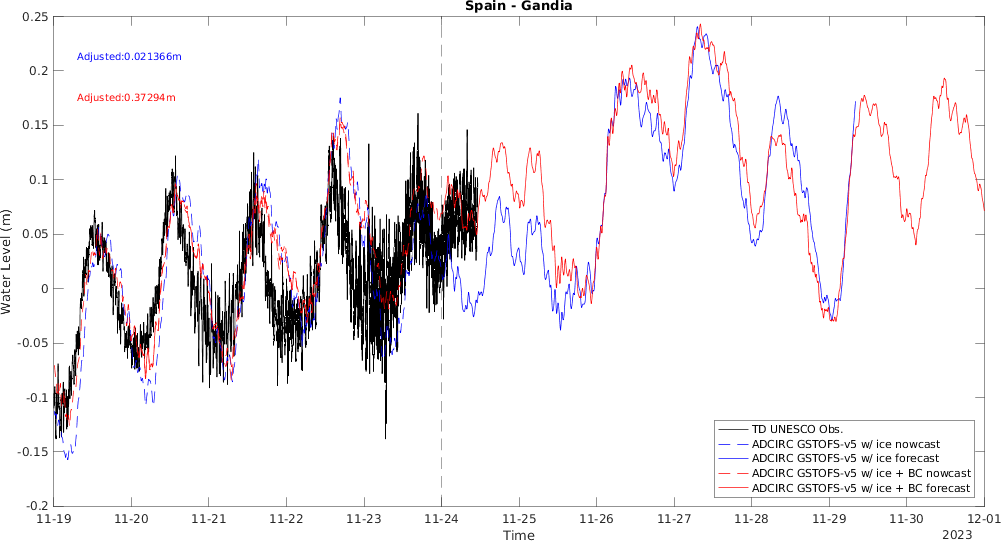 Spain - Gandia
0.25
0.2
0.15
0.1
0.05
0
-0.05
-0.1
-0.15
-0.2
Water Level (m)
Adjusted:0.021366m
Adjusted:0.37294m
TD UNESCO Obs.
ADCIRC GSTOFS-v5 w/ ice nowcast
ADCIRC GSTOFS-v5 w/ ice forecast
ADCIRC GSTOFS-v5 w/ ice + BC nowcast
ADCIRC GSTOFS-v5 w/ ice + BC forecast
11-19 11-20 11-21 11-22 11-23 11-24 11-25 11-26 11-27 11-28 11-29 11-30 12-01
Time
2023